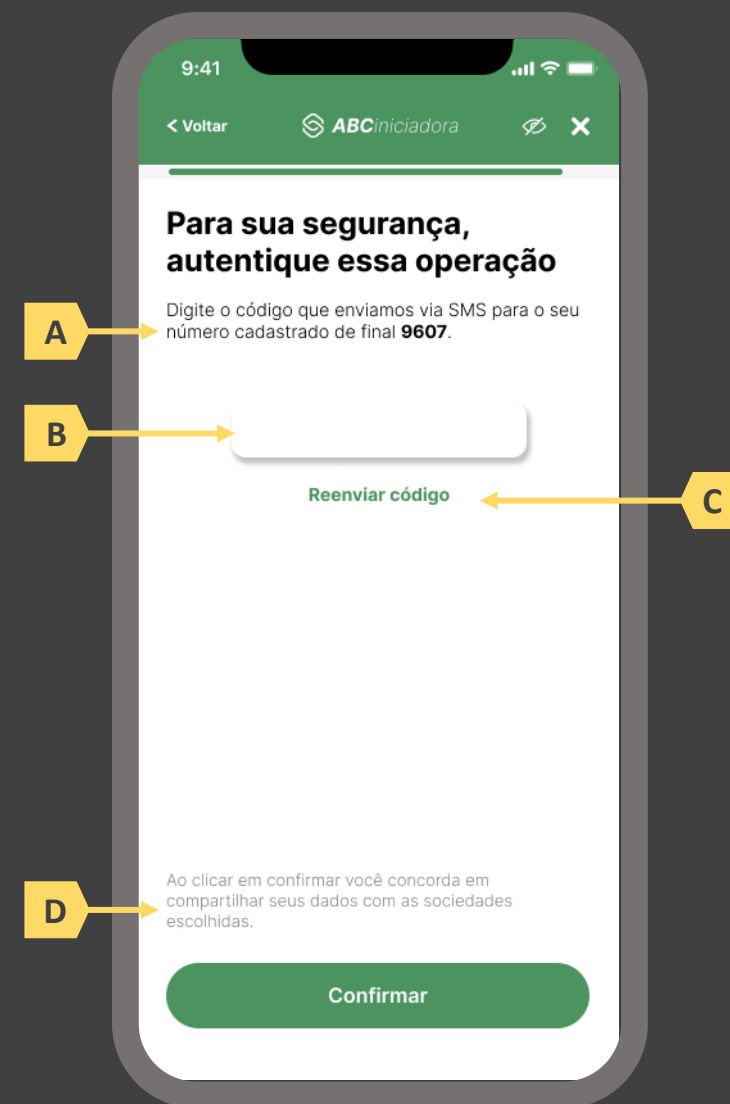 9:41
< Voltar
ABCiniciadora
Para sua segurança,
autentique essa operação
A
Digite o código que enviamos via SMS para o seu
número cadastrado de final 9607.
B
Reenviar código
C
D
Ao clicar em confirmar você concorda em
compartilhar seus dados com as sociedades
escolhidas.
Confirmar